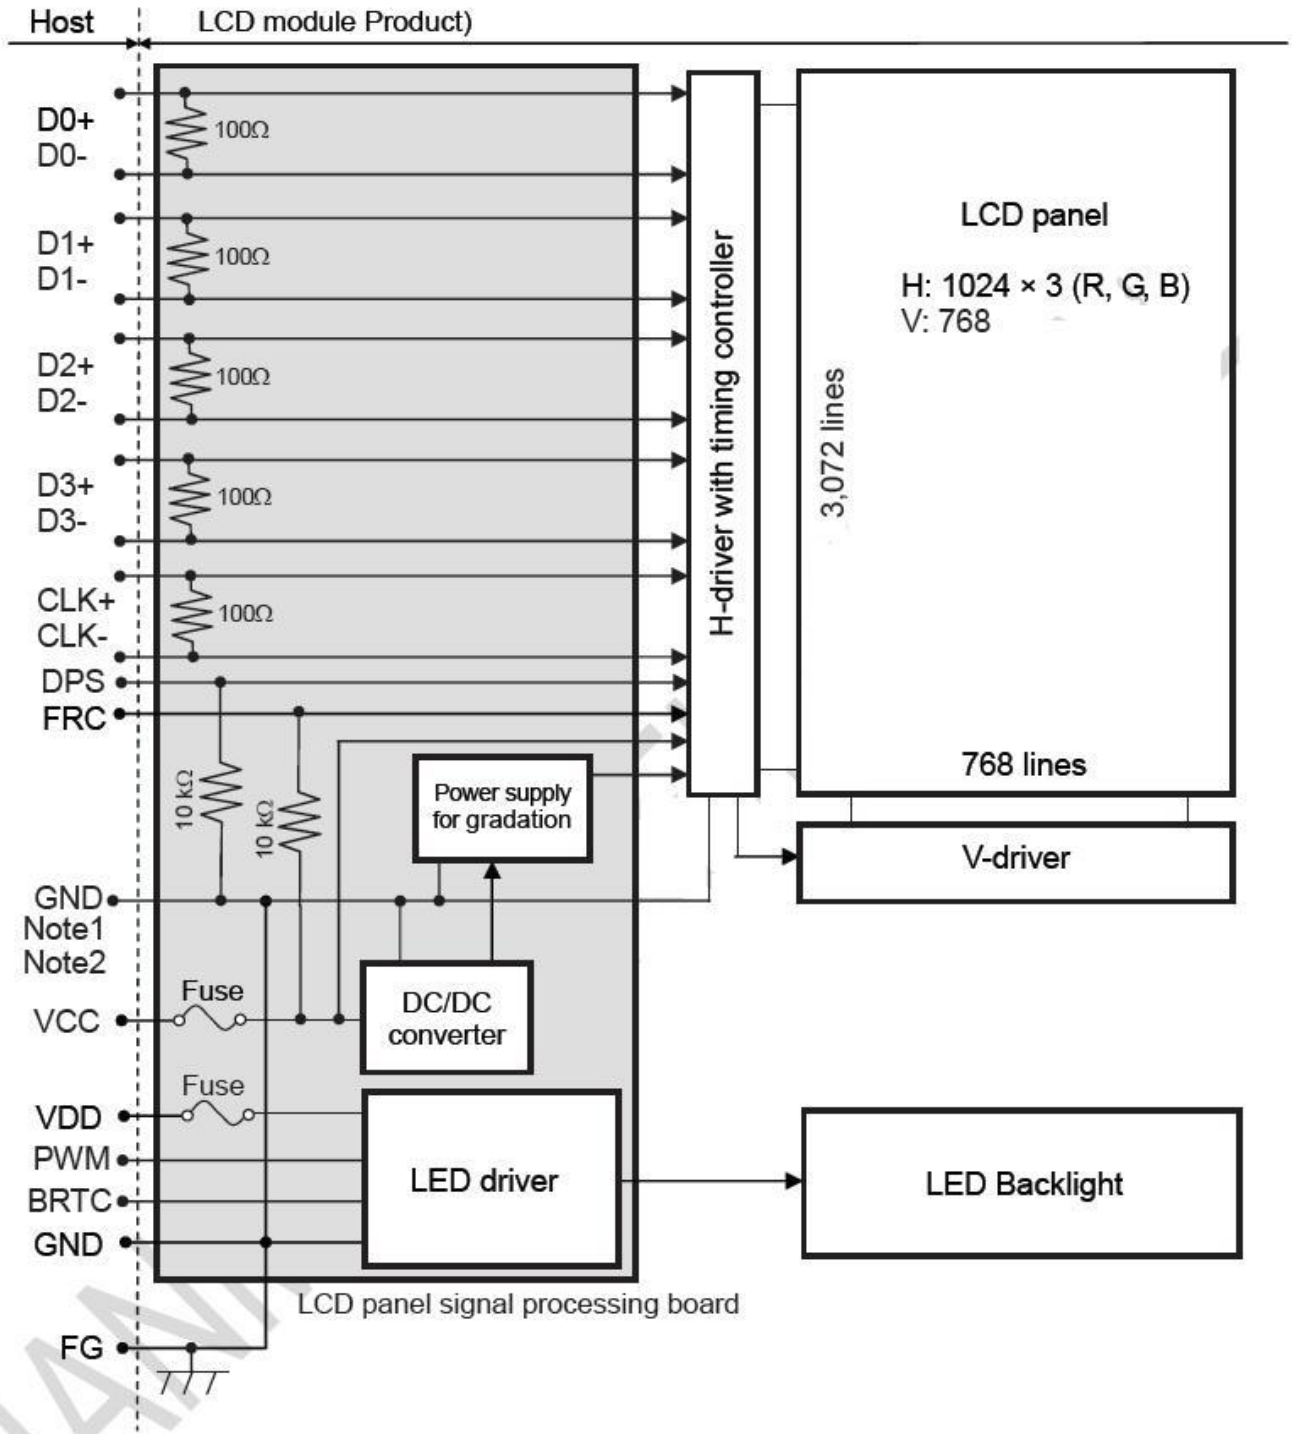 Host
LCD module Product)
D0+
D0-
100Ω
D1+
D1-
100Ω
D2+
D2-
100Ω
D3+
D3-
100Ω
CLK+
CLK-
100Ω
DPS
FRC
10 kΩ
10 kΩ
Power supply
for gradation
H-driver with timing controller
LCD panel
H: 1024 × 3 (R, G, B)
V: 768
3,072 lines
768 lines
V-driver
GND
Note1
Note2
Fuse
VCC
DC/DC
converter
Fuse
VDD
PWM
BRTC
GND
LED driver
LED Backlight
LCD panel signal processing board
FG